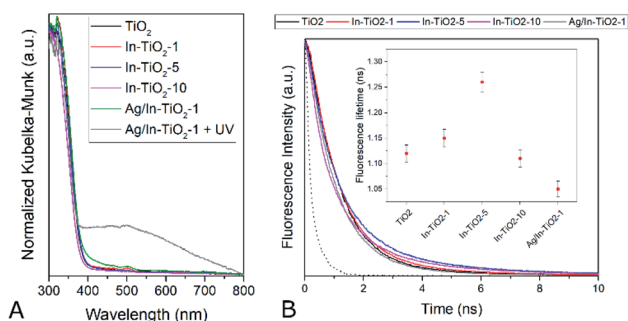 TiO2
In-TiO2-1
In-TiO2-5
In-TiO2-10
Ag/In-TiO2-1
Ag/In-TiO2-1 + UV
Normalized Kubelka-Munk (a.u.)
300 400 500 600 700 800
Wavelength (nm)
A
TiO2 In-TiO2-1 In-TiO2-5 In-TiO2-10 Ag/In-TiO2-1
Fluorescence Intensity (a.u.)
Fluorescence lifetime (ns)
1.30
1.25
1.20
1.15
1.10
1.05
TiO2
In-TiO2-1
In-TiO2-5
In-TiO2-10
Ag/In-TiO2-1
0 2 4 6 8 10
Time (ns)
B